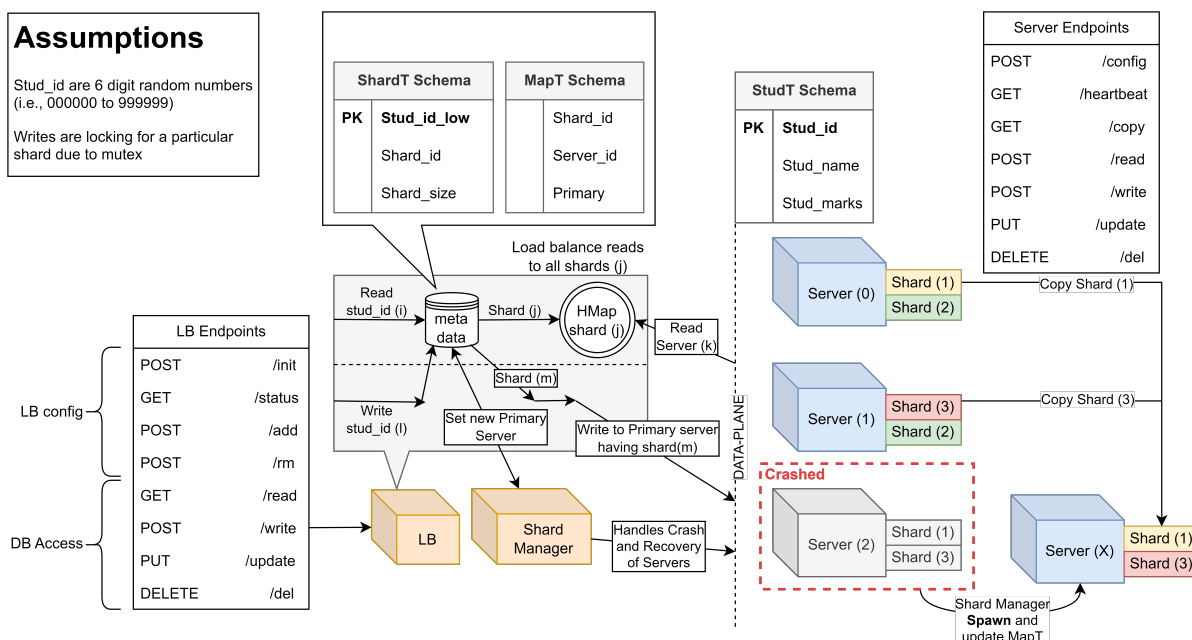 Assumptions
Stud_id are 6 digit random numbers
(i.e., 000000 to 999999)
Writes are locking for a particular
shard due to mutex
ShardT Schema
PK Stud_id_low
Shard_id
Shard_size
MapT Schema
Shard_id
Server_id
Primary
StudT Schema
PK Stud_id
Stud_name
Stud_marks
Server Endpoints
POST /config
GET /heartbeat
GET /copy
POST /read
POST /write
PUT /update
DELETE /del
Load balance reads
to all shards (j)
Read
stud_id (i)
meta
data
Shard (j)
HMap
shard (j)
Read
Server (k)
Shard (m)
Write
stud_id (l)
Set new Primary
Server
Write to Primary server
having shard(m)
DATA-PLANE
LB Endpoints
POST /init
GET /status
POST /add
POST /rm
GET /read
POST /write
PUT /update
DELETE /del
LB config
DB Access
LB
Shard
Manager
Handles Crash
and Recovery
of Servers
Server (0)
Shard (1)
Shard (2)
Copy Shard (1)
Server (1)
Shard (3)
Shard (2)
Copy Shard (3)
Crashed
Server (2)
Shard (1)
Shard (3)
Server (X)
Shard (1)
Shard (3)
Shard Manager
Spawn and
update MapT